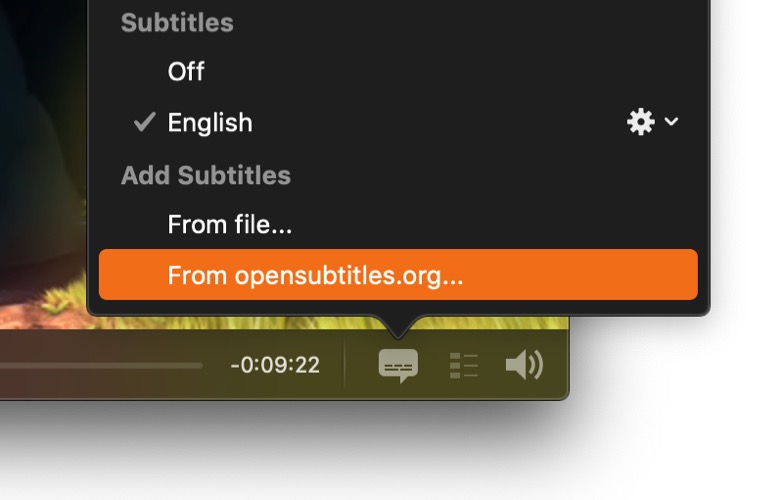 Subtitles
Off
English
Add Subtitles
From file...
From opensubtitles.org...
-0:09:22